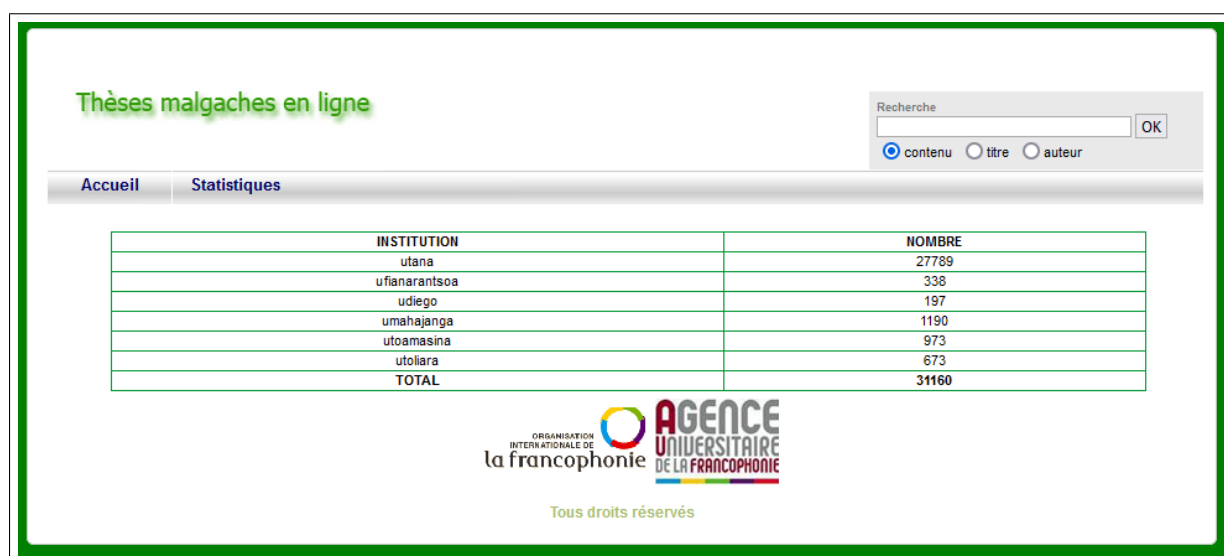 Thèses malgaches en ligne
Recherche
OK
contenu titre auteur
Accueil Statistiques
INSTITUTION NOMBRE
utana 27789
ufianarantsoa 338
udiego 197
umahajanga 1190
utoamasina 973
utoliara 673
TOTAL 31160
ORGANISATION
INTERNATIONALE DE
la francophonie
AGENCE
UNIVERSITAIRE
DE LA FRANCOPHONIE
Tous droits réservés